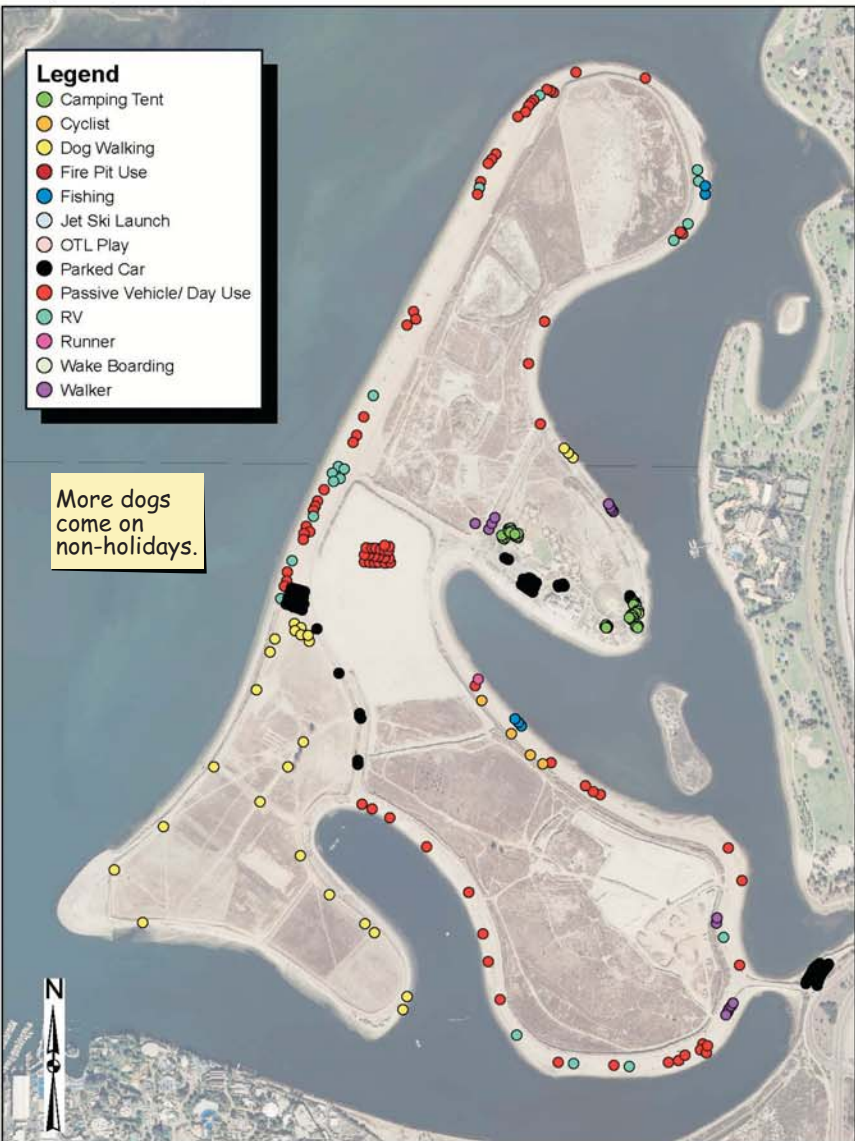 Legend
Camping Tent
Cyclist
Dog Walking
Fire Pit Use
Fishing
Jet Ski Launch
OTL Play
Parked Car
Passive Vehicle/ Day Use
RV
Runner
Wake Boarding
Walker
More dogs
come on
non-holidays.
N